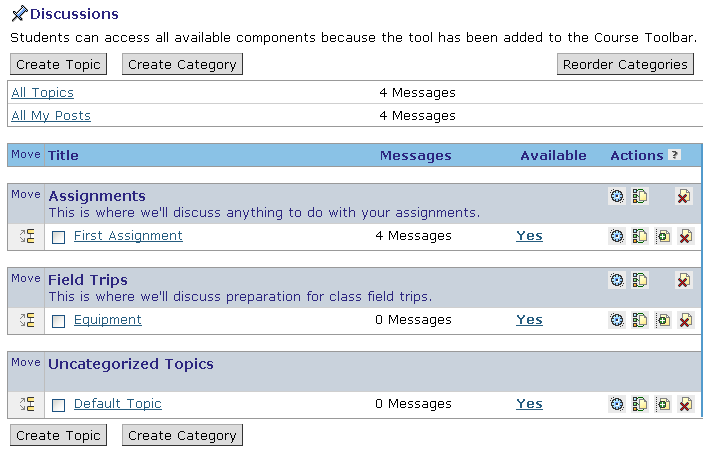 Discussions
Students can access all available components because the tool has been added to the Course Toolbar.
Create Topic Create Category Reorder Categories
All Topics 4 Messages
All My Posts 4 Messages
Move Title Messages Available Actions ?
Move Assignments
This is where we'll discuss anything to do with your assignments.
First Assignment 4 Messages Yes
Move Field Trips
This is where we'll discuss preparation for class field trips.
Equipment 0 Messages Yes
Move Uncategorized Topics
Default Topic 0 Messages Yes
Create Topic Create Category